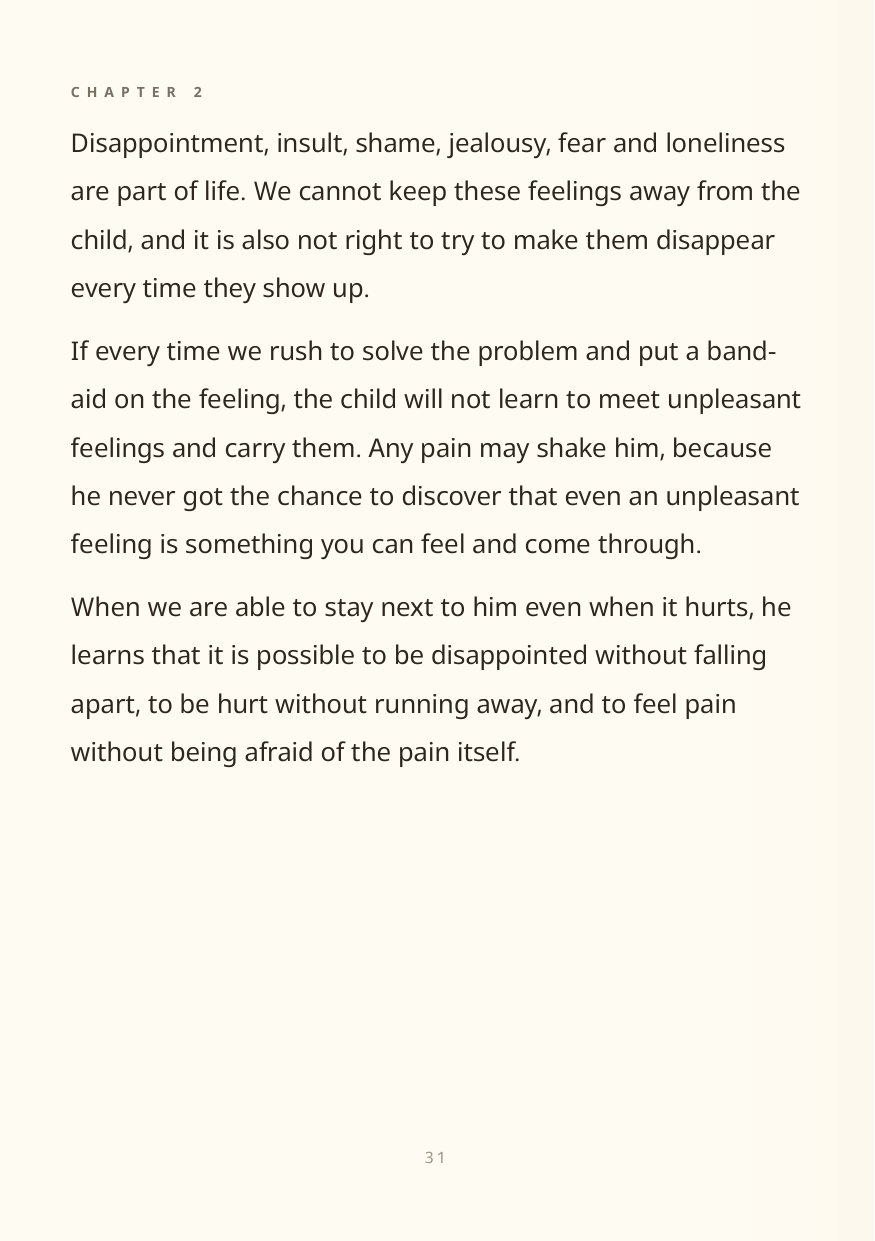 CHAPTER 2
Disappointment, insult, shame, jealousy, fear and loneliness
are part of life. We cannot keep these feelings away from the
child, and it is also not right to try to make them disappear
every time they show up.
If every time we rush to solve the problem and put a band-
aid on the feeling, the child will not learn to meet unpleasant
feelings and carry them. Any pain may shake him, because
he never got the chance to discover that even an unpleasant
feeling is something you can feel and come through.
When we are able to stay next to him even when it hurts, he
learns that it is possible to be disappointed without falling
apart, to be hurt without running away, and to feel pain
without being afraid of the pain itself.
31